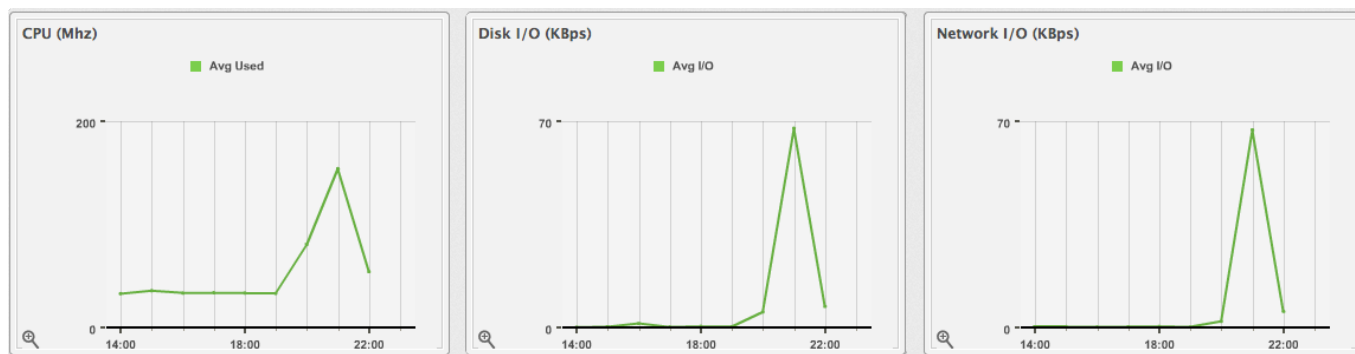 CPU (Mhz)
Avg Used
200
0
14:00 18:00 22:00
Disk I/O (KBps)
Avg I/O
70
0
14:00 18:00 22:00
Network I/O (KBps)
Avg I/O
70
0
14:00 18:00 22:00